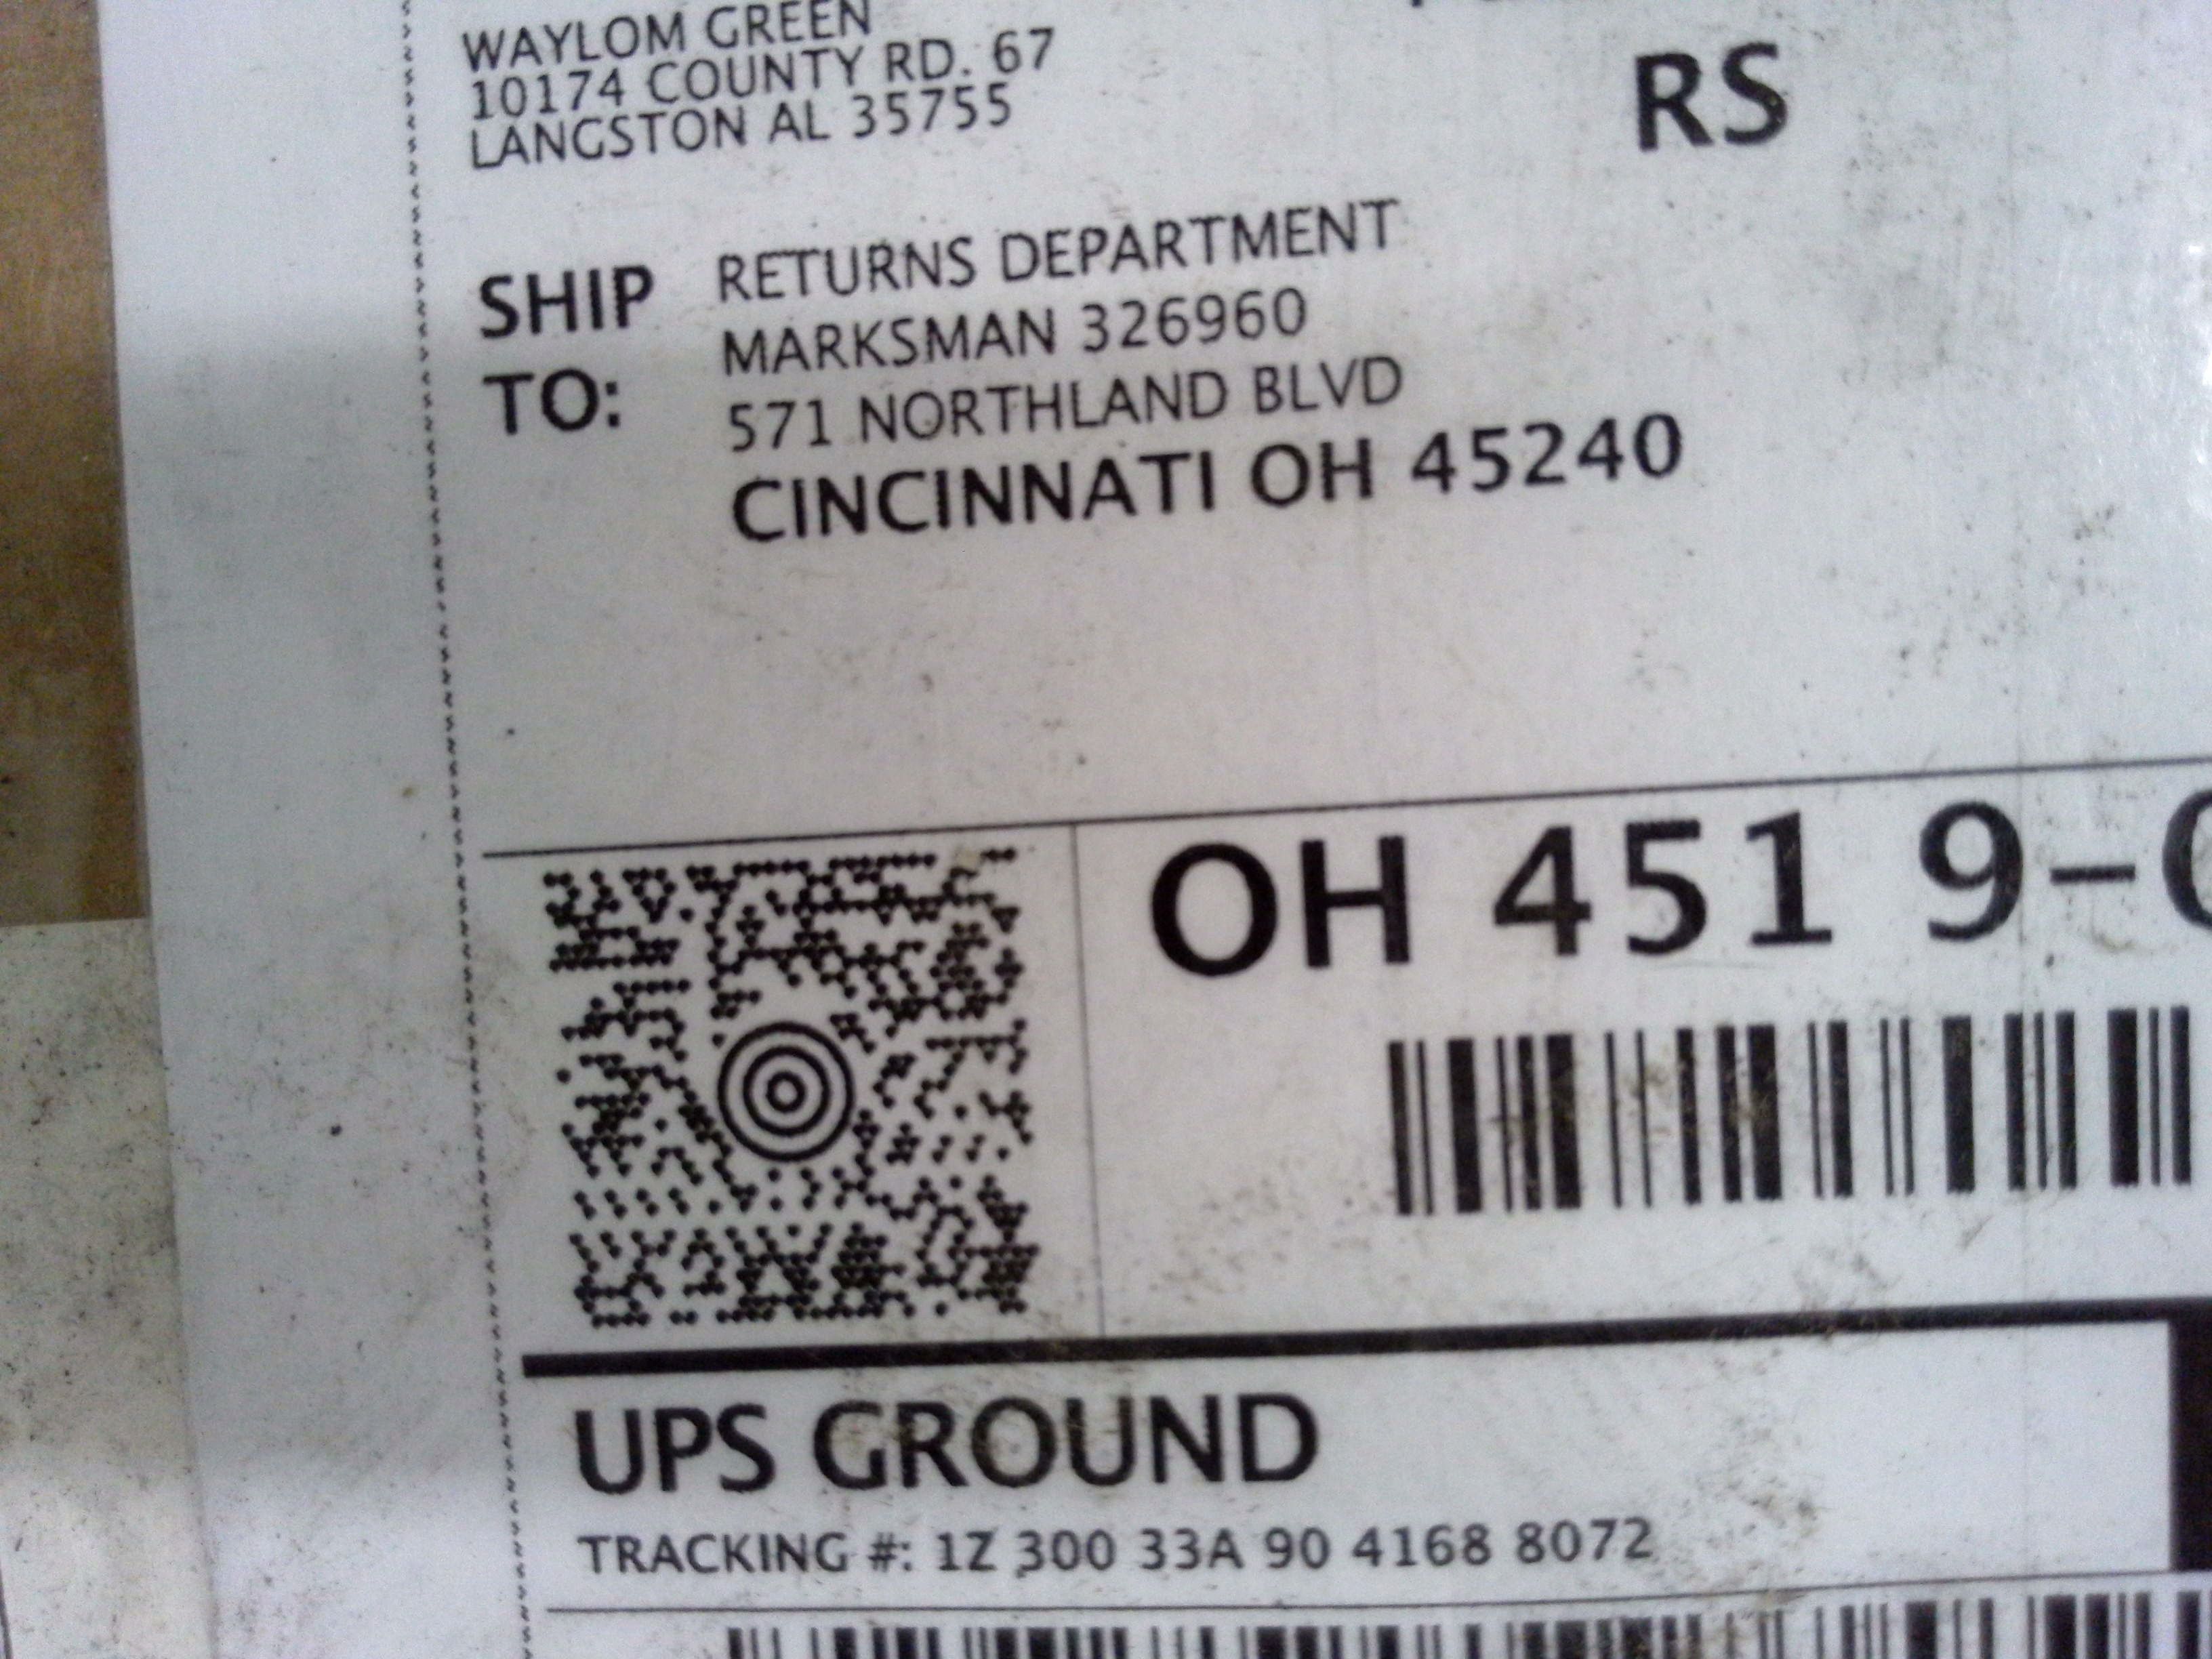 WAYLOM GREEN
10174 COUNTY RD. 67
LANGSTON AL 35755
RS
SHIP TO:
RETURNS DEPARTMENT
MARKSMAN 326960
571 NORTHLAND BLVD
CINCINNATI OH 45240
OH 451 9-
UPS GROUND
TRACKING #: 1Z 300 33A 90 4168 8072